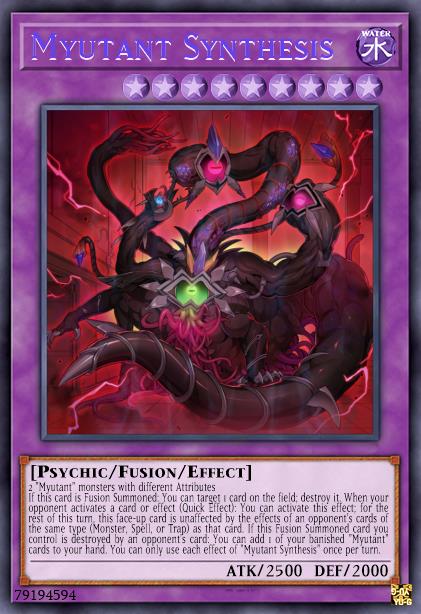 Myutant Synthesis
WATER
水
[Psychic/Fusion/Effect]
2 "Myutant" monsters with different Attributes
If this card is Fusion Summoned: You can target 1 card on the field; destroy it. When your
opponent activates a card or effect (Quick Effect): You can activate this effect; for the
rest of this turn, this face-up card is unaffected by the effects of an opponent's cards of
the same type (Monster, Spell, or Trap) as that card. If this Fusion Summoned card you
control is destroyed by an opponent's card: You can add 1 of your banished "Myutant"
cards to your hand. You can only use each effect of "Myutant Synthesis" once per turn.
ATK/2500 DEF/2000
79194594